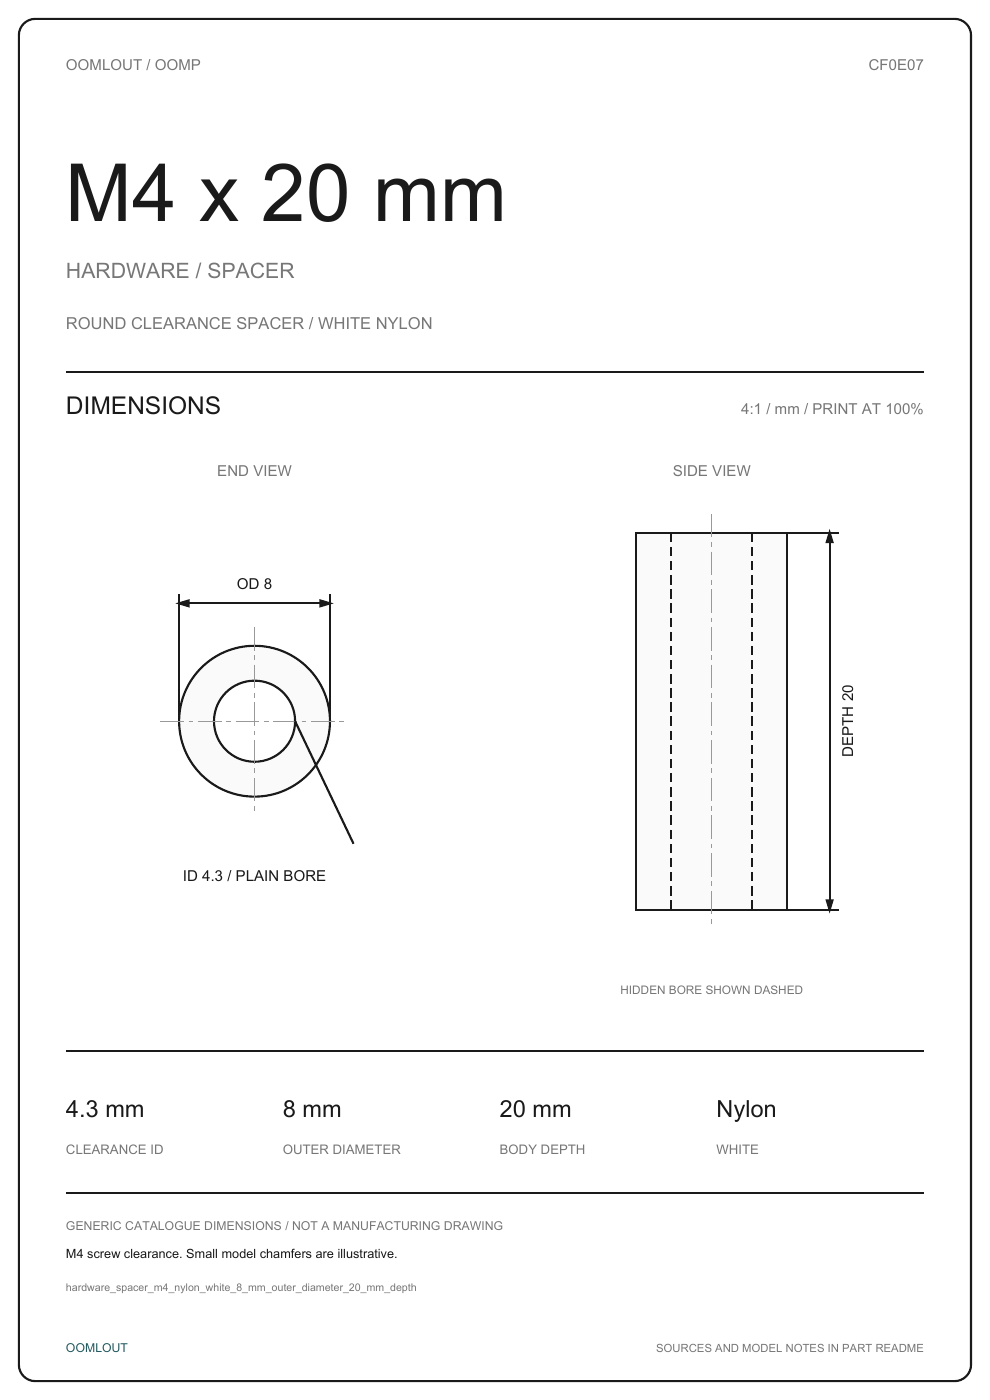 OOMLOUT / OOMP
CF0E07
M4 x 20 mm
HARDWARE / SPACER
ROUND CLEARANCE SPACER / WHITE NYLON
DIMENSIONS
4:1 / mm / PRINT AT 100%
END VIEW
SIDE VIEW
OD 8
DEPTH 20
ID 4.3 / PLAIN BORE
HIDDEN BORE SHOWN DASHED
4.3 mm
CLEARANCE ID
8 mm
OUTER DIAMETER
20 mm
BODY DEPTH
Nylon
WHITE
GENERIC CATALOGUE DIMENSIONS / NOT A MANUFACTURING DRAWING
M4 screw clearance. Small model chamfers are illustrative.
hardware_spacer_m4_nylon_white_8_mm_outer_diameter_20_mm_depth
OOMLOUT
SOURCES AND MODEL NOTES IN PART README